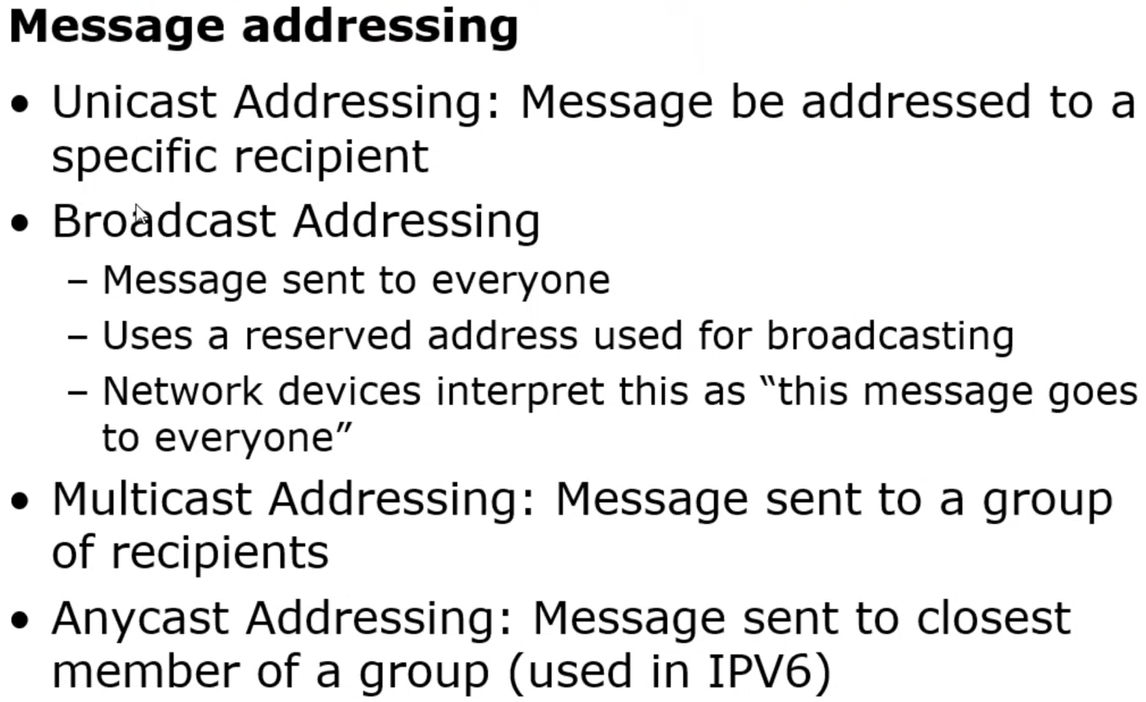 Message addressing
• Unicast Addressing: Message be addressed to a
specific recipient
• Broadcast Addressing
– Message sent to everyone
– Uses a reserved address used for broadcasting
– Network devices interpret this as “this message goes
to everyone”
• Multicast Addressing: Message sent to a group
of recipients
• Anycast Addressing: Message sent to closest
member of a group (used in IPV6)